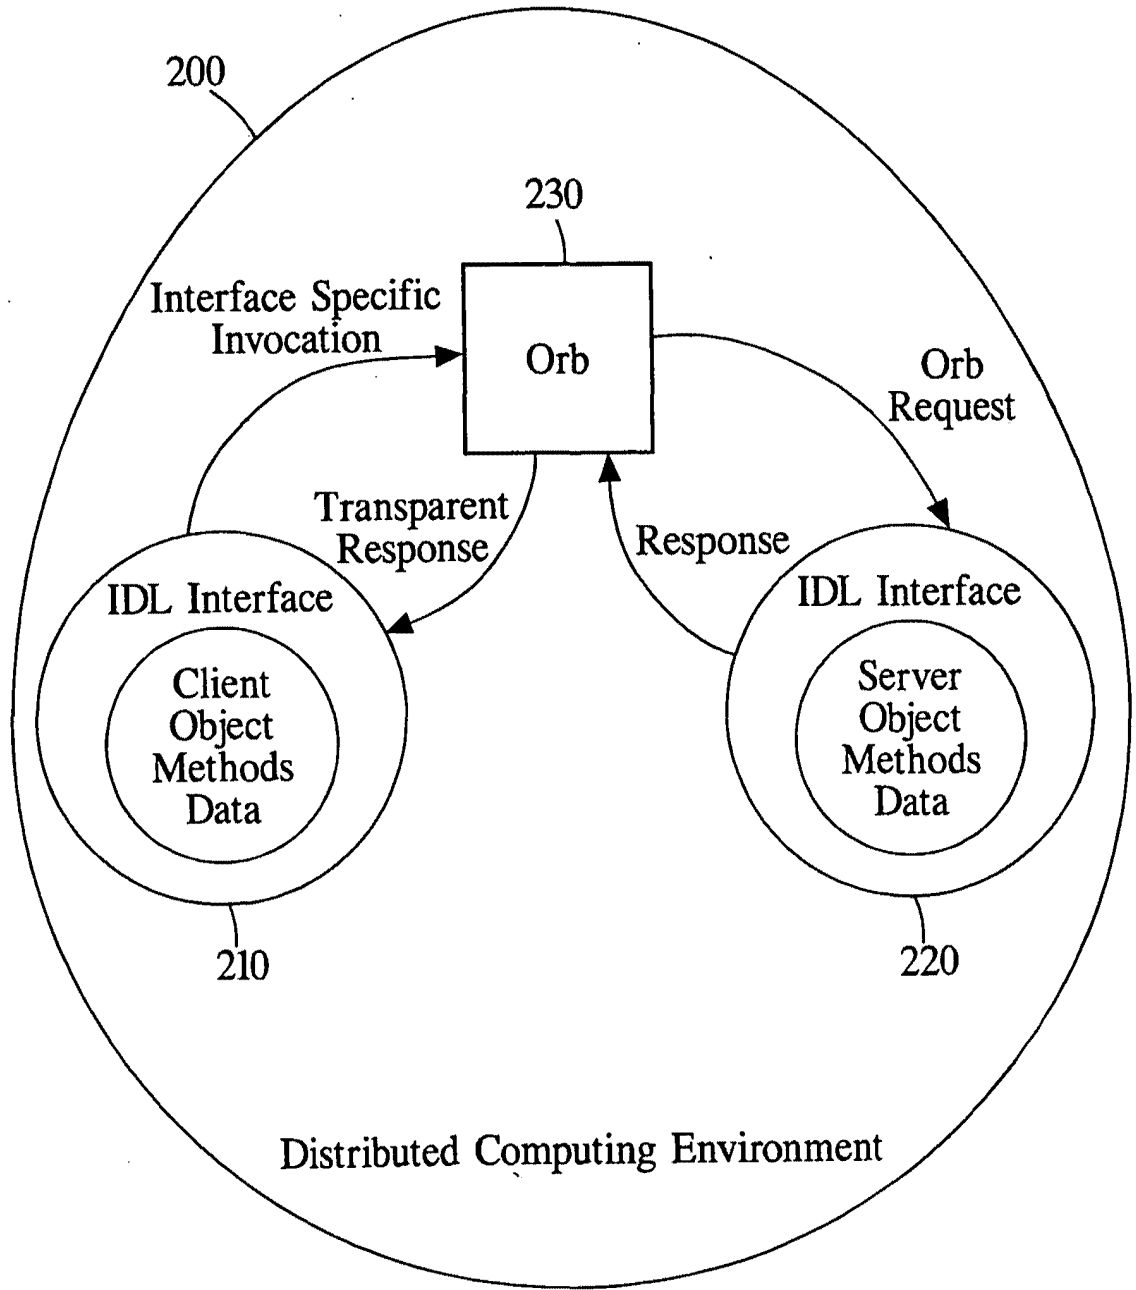 200
230
Interface Specific
Invocation
Orb
Orb
Request
Transparent
Response
Response
IDL Interface
Client
Object
Methods
Data
IDL Interface
Server
Object
Methods
Data
210
220
Distributed Computing Environment